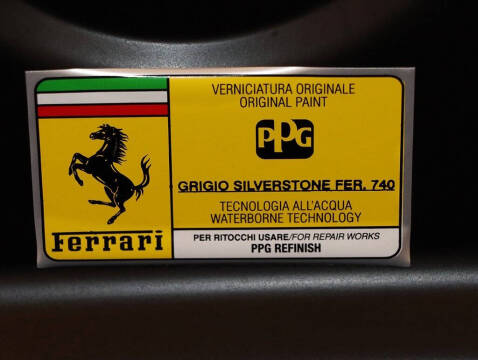 VERNICIATURA ORIGINALE
ORIGINAL PAINT
PPG
GRIGIO SILVERSTONE FER. 740
TECNOLOGIA ALL'ACQUA
WATERBORNE TECHNOLOGY
Ferrari
PER RITOCCHI USARE/FOR REPAIR WORKS
PPG REFINISH